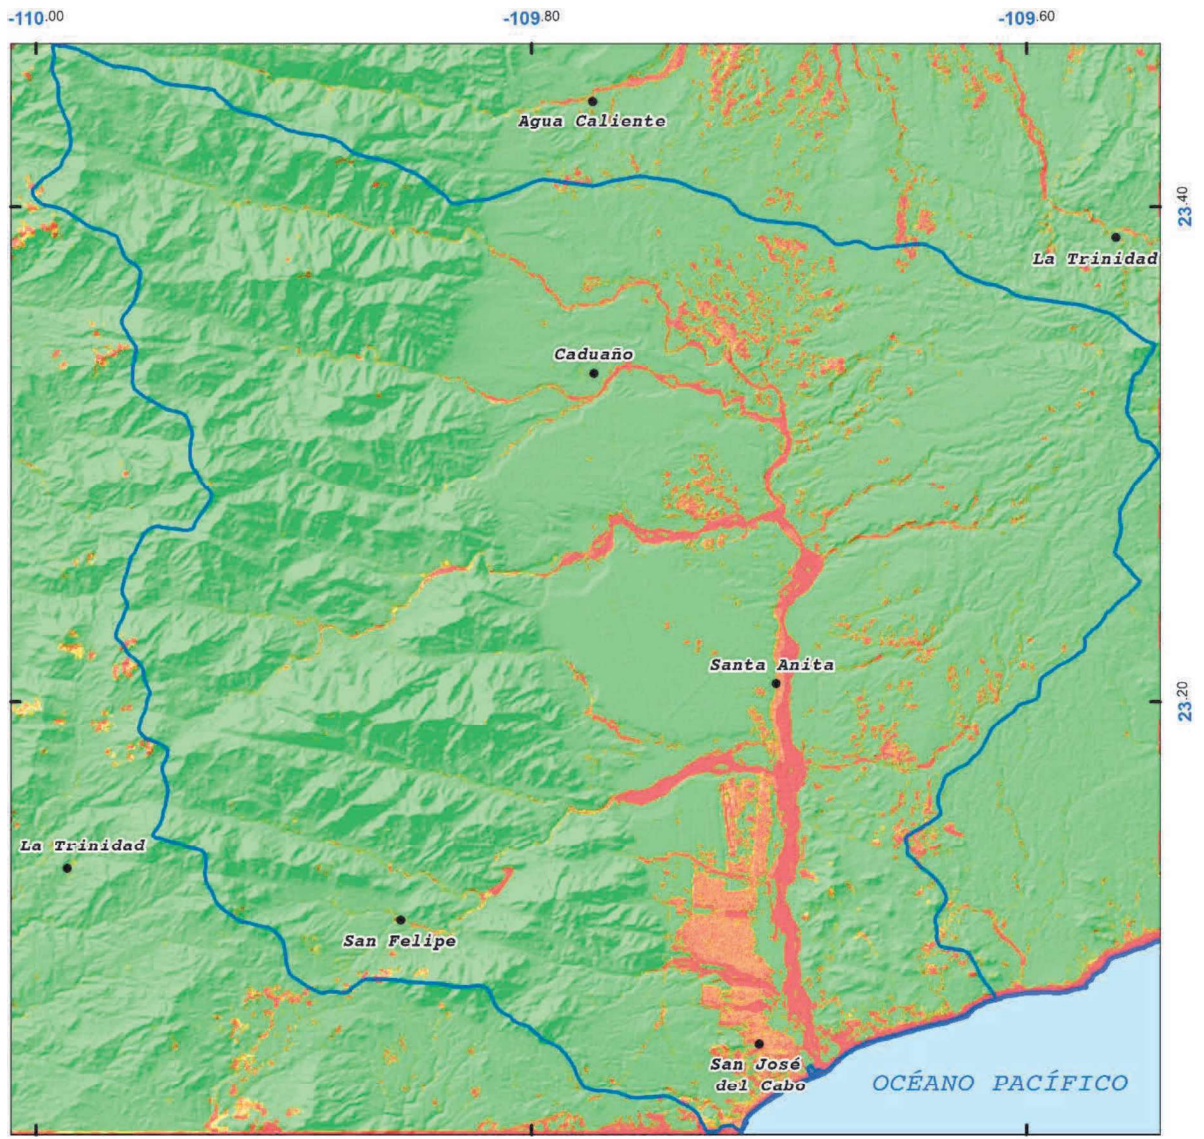 -110.00
-109.80
-109.60
Agua Caliente
23.40
La Trinidad
Caduaño
Santa Anita
23.20
La Trinidad
San Felipe
San José
del Cabo
OCÉANO PACÍFICO